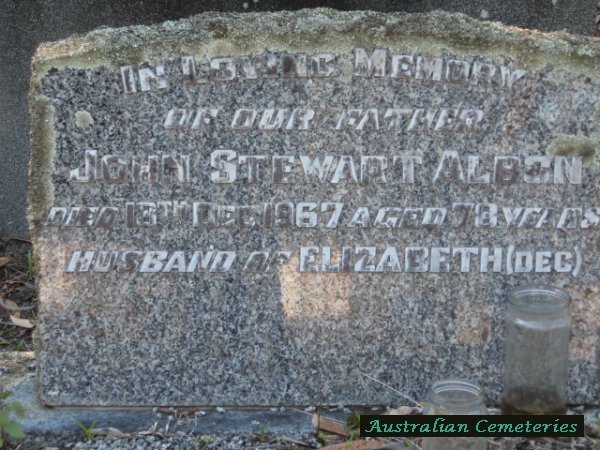 IN LOVING MEMORY
OF OUR FATHER
JOHN STEWART ALBON
DIED 13TH DEC 1967 AGED 78 YEARS
HUSBAND OF ELIZABETH (DEC)
Australian Cemeteries